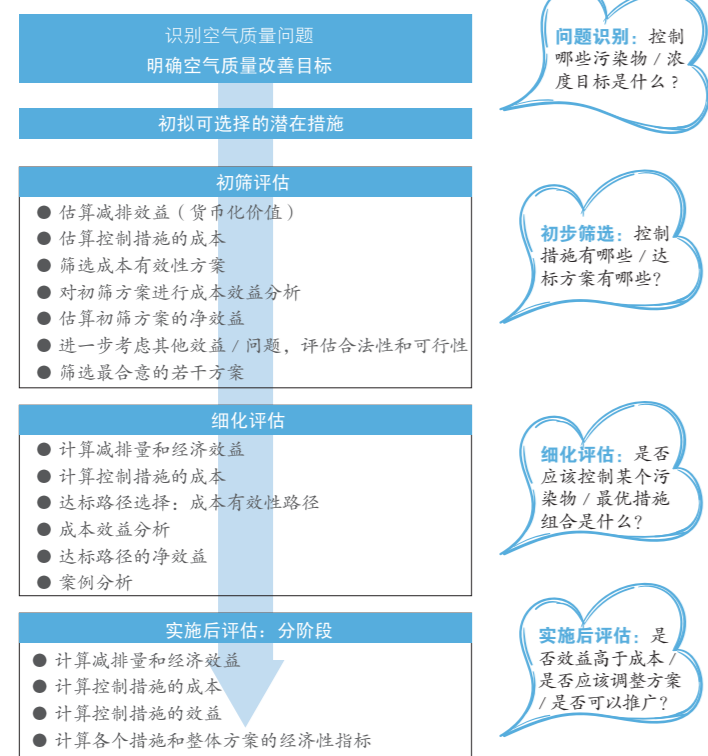 识别空气质量问题
明确空气质量改善目标
问题识别：控制
哪些污染物 / 浓
度目标是什么？
初拟可选择的潜在措施
初筛评估
● 估算减排效益（货币化价值）
● 估算控制措施的成本
● 筛选成本有效性方案
● 对初筛方案进行成本效益分析
● 估算初筛方案的净效益
● 进一步考虑其他效益 / 问题，评估合法性和可行性
● 筛选最合意的若干方案
初步筛选：控制
措施有哪些 / 达
标方案有哪些？
细化评估
● 计算减排量和经济效益
● 计算控制措施的成本
● 达标路径选择：成本有效性路径
● 成本效益分析
● 达标路径的净效益
● 案例分析
细化评估：是否
应该控制某个污
染物 / 最优措施
组合是什么？
实施后评估：分阶段
● 计算减排量和经济效益
● 计算控制措施的成本
● 计算控制措施的效益
● 计算各个措施和整体方案的经济性指标
实施后评估：是
否效益高于成本 /
是否应该调整方案
/ 是否可以推广？